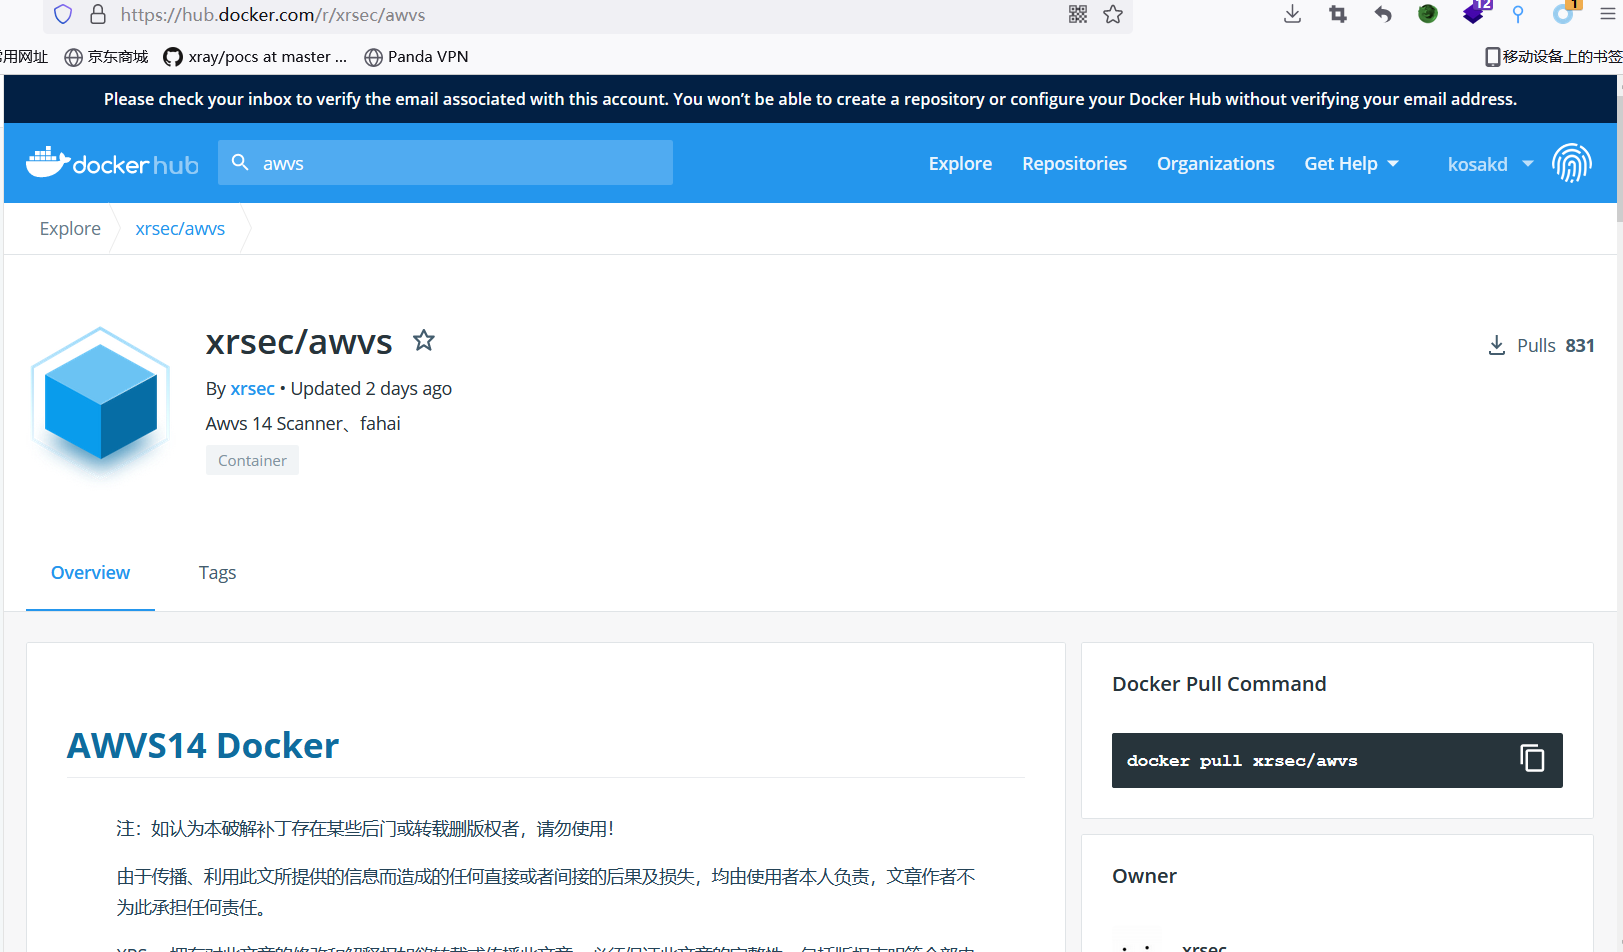 https://hub.docker.com/r/xrsec/awvs
12
1
用网址
京东商城
xray/pocs at master ...
Panda VPN
移动设备上的书签
Please check your inbox to verify the email associated with this account. You won't be able to create a repository or configure your Docker Hub without verifying your email address.
docker hub
awvs
Explore
Repositories
Organizations
Get Help
kosakd
Explore
xrsec/awvs
xrsec/awvs
Pulls 831
By xrsec • Updated 2 days ago
Awvs 14 Scanner、fahai
Container
Overview
Tags
AWVS14 Docker
注：如认为本破解补丁存在某些后门或转载删版权者，请勿使用！
由于传播、利用此文所提供的信息而造成的任何直接或者间接的后果及损失，均由使用者本人负责，文章作者不
为此承担任何责任。
Docker Pull Command
docker pull xrsec/awvs
Owner
xrsec